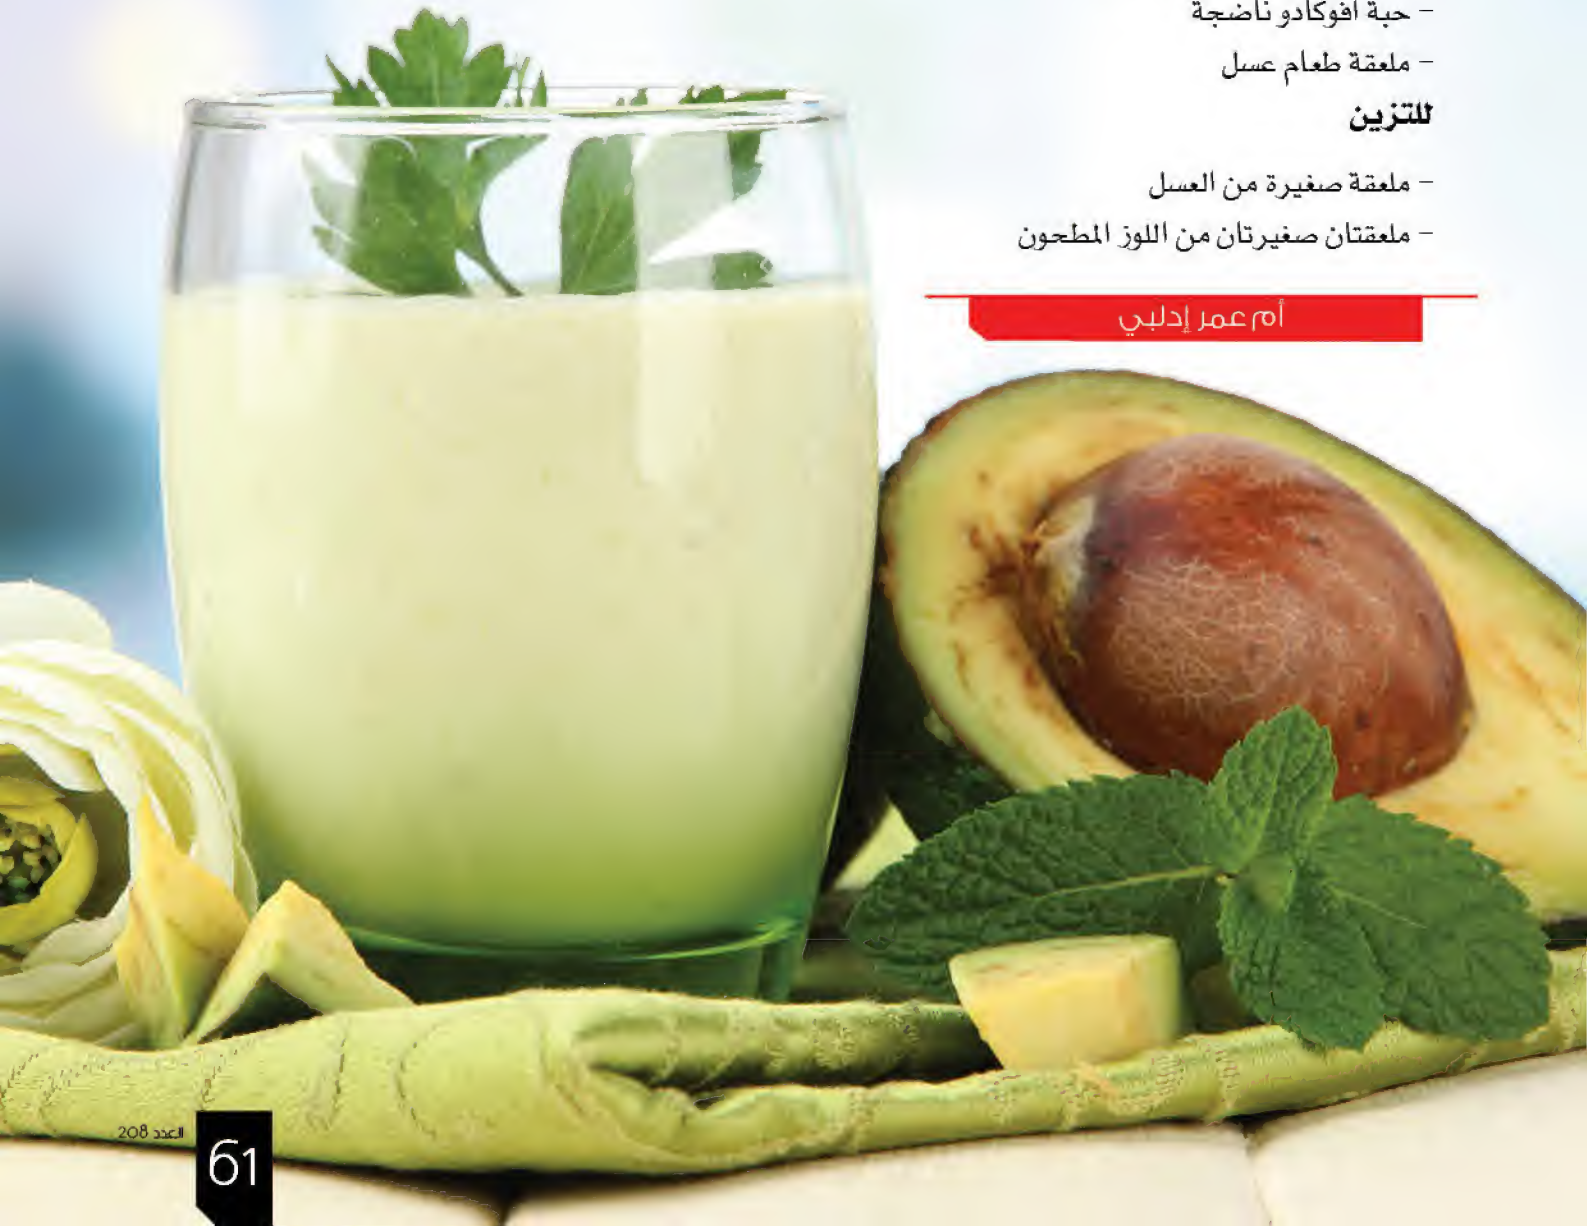 – حبة افوكادو ناضجة
– ملعقة طعام عسل
للتزين
– ملعقة صغيرة من العسل
– ملعقتان صغيرتان من اللوز المطحون
أم عمر إدلبي
العدد 208
61